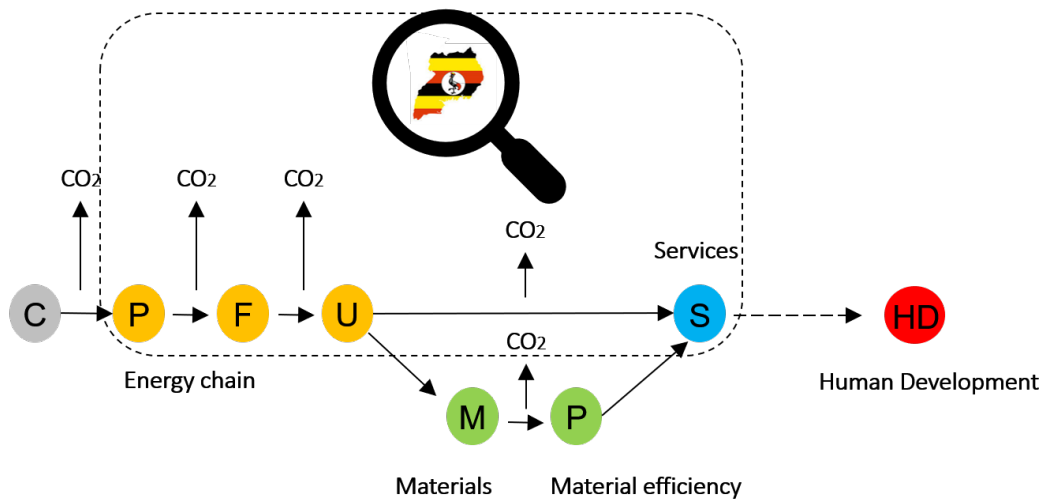 CO2
CO2
CO2
CO2
Services
C
P
F
U
S
HD
CO2
Energy chain
Human Development
M
P
Materials
Material efficiency